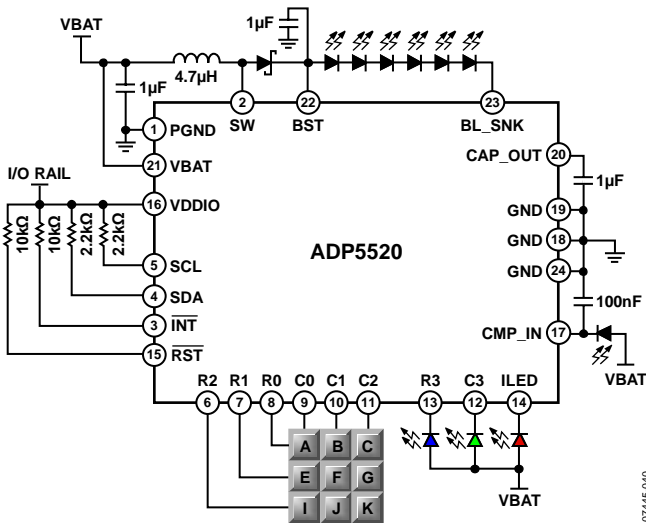 VBAT
1µF
4.7µH
1µF
2
22
23
SW
BST
BL_SNK
1
PGND
21
VBAT
I/O RAIL
16
VDDIO
10kΩ
10kΩ
2.2kΩ
2.2kΩ
5
SCL
4
SDA
3
INT
15
RST
ADP5520
CAP_OUT
20
1µF
GND
19
GND
18
GND
24
100nF
CMP_IN
17
VBAT
R2
R1
R0
C0
C1
C2
R3
C3
ILED
6
7
8
9
10
11
13
12
14
A B C
E F G
I J K
VBAT
07445-040